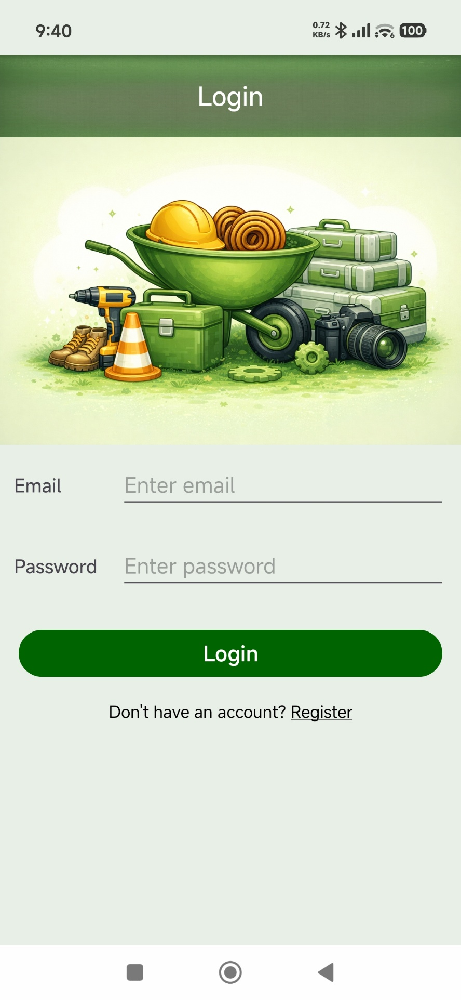 9:40
0.72
KB/s
6
100
Login
Email
Enter email
Password
Enter password
Login
Don't have an account? Register